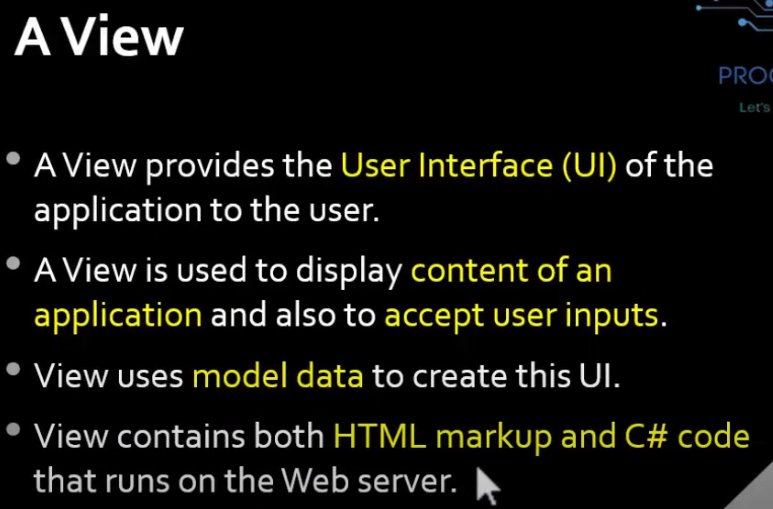 A View
PROG
Let's
• A View provides the User Interface (UI) of the
application to the user.
• A View is used to display content of an
application and also to accept user inputs.
• View uses model data to create this UI.
• View contains both HTML markup and C# code
that runs on the Web server.